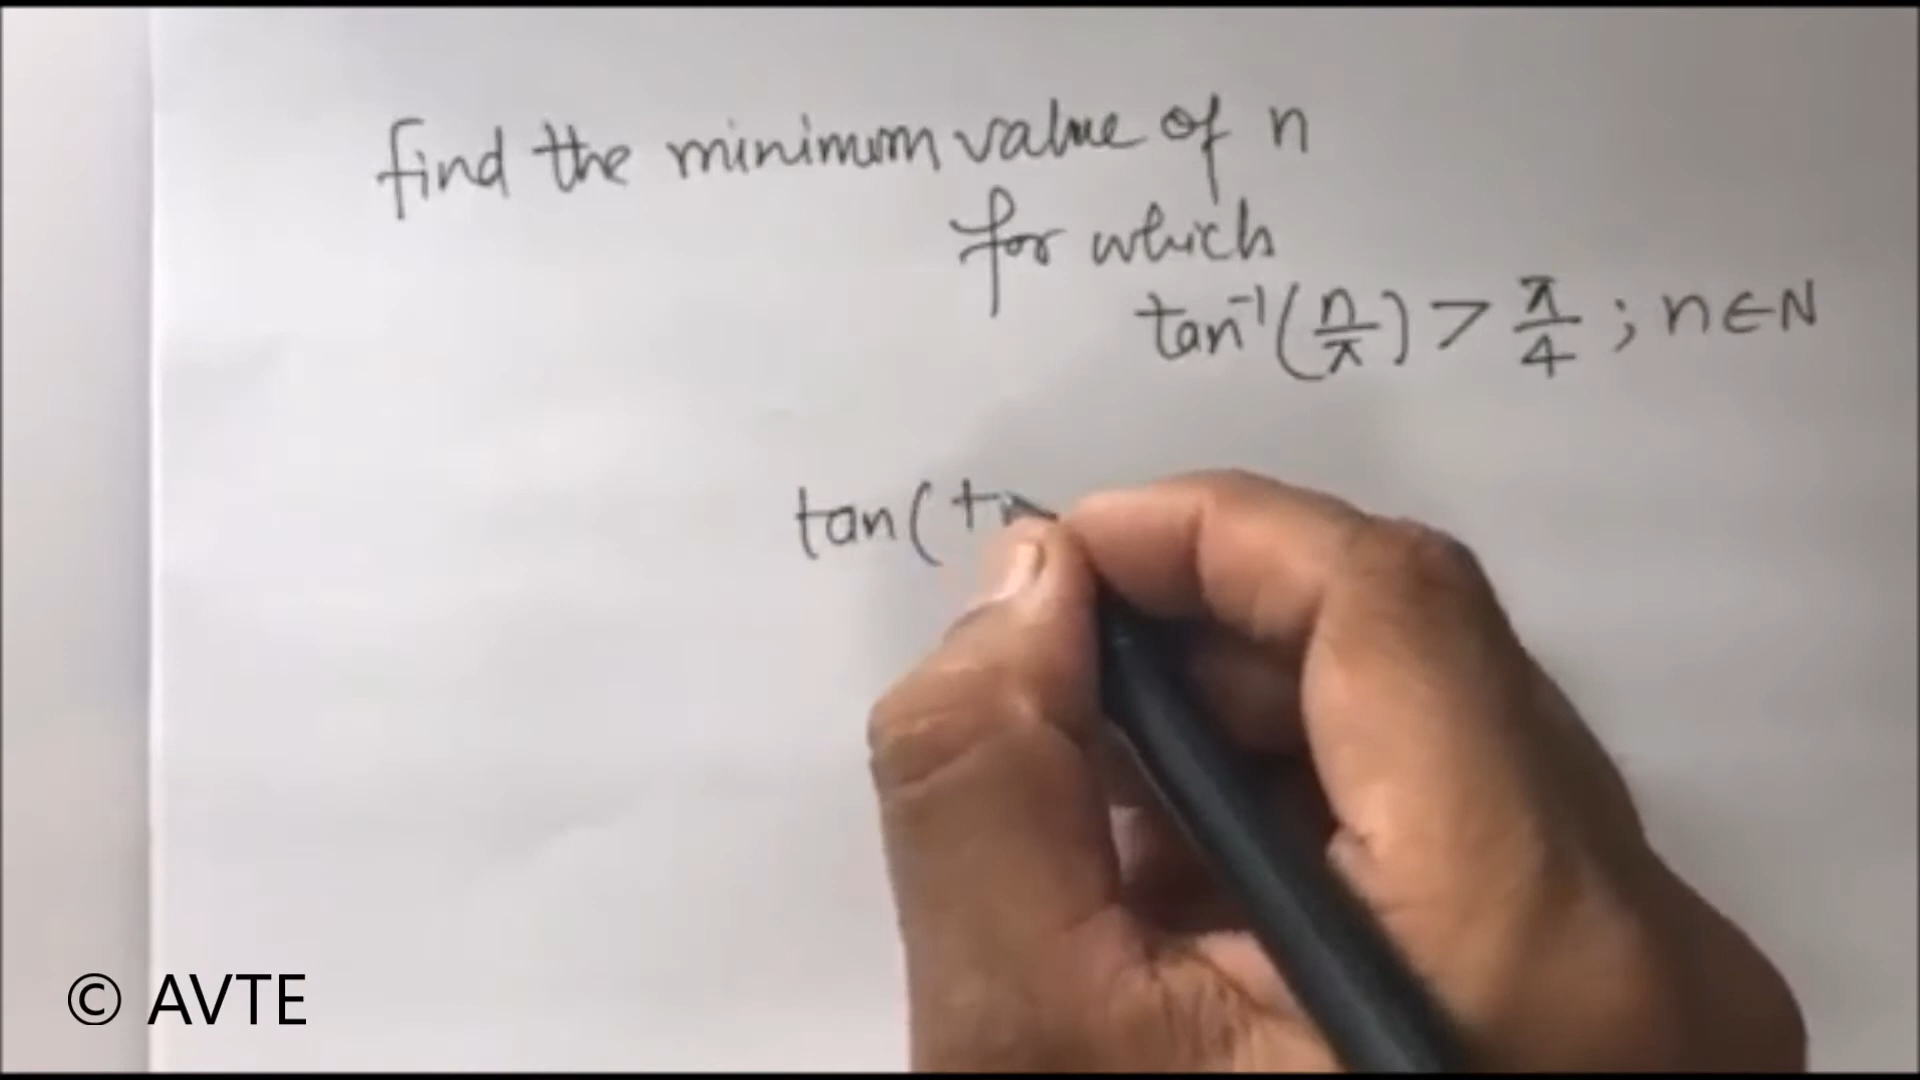 find the minimum value of n
for which
tan⁻¹(n/π) > π/4 ; n∈N
tan(
© AVTE